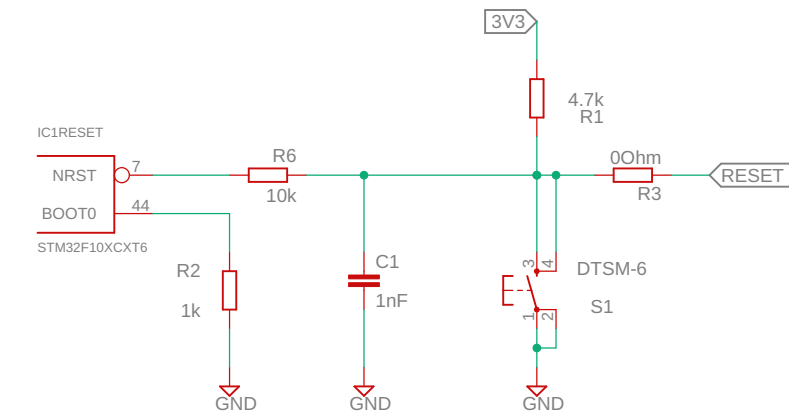 3V3
4.7k
R1
IC1RESET
NRST
7
R6
10k
0Ohm
R3
RESET
BOOT0
44
STM32F10XCXT6
R2
1k
C1
1nF
3
4
DTSM-6
S1
1
2
GND
GND
GND